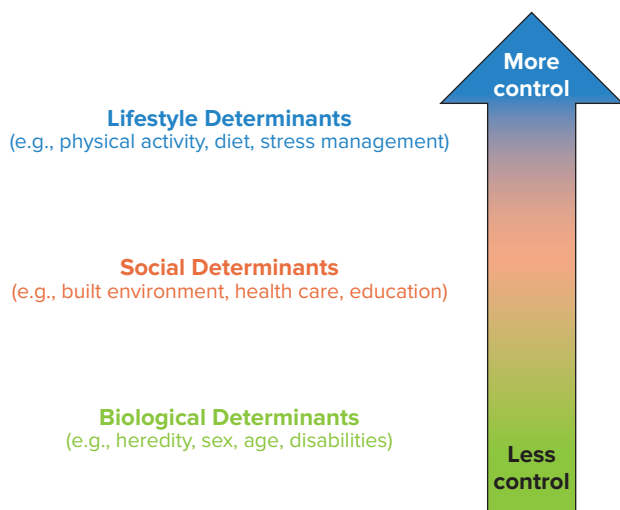 More
control
Lifestyle Determinants
(e.g., physical activity, diet, stress management)
Social Determinants
(e.g., built environment, health care, education)
Biological Determinants
(e.g., heredity, sex, age, disabilities)
Less
control